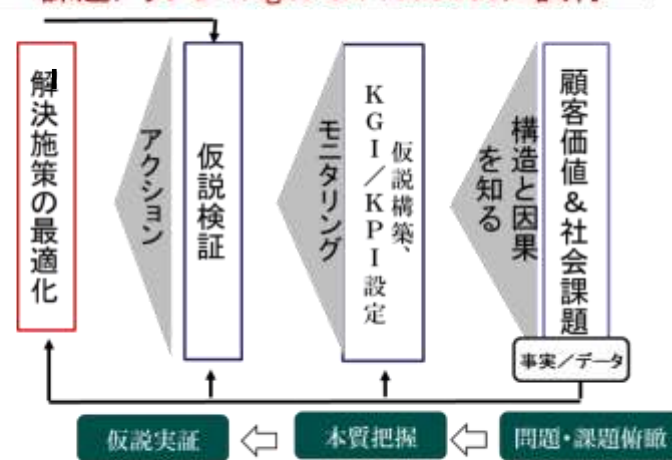 顧客価値&社会課題
事実/データ
構造と因果
を知る
仮説構築、
KGI/KPI設定
モニタリング
仮説検証
アクション
解決施策の最適化
仮説実証
本質把握
問題・課題俯瞰